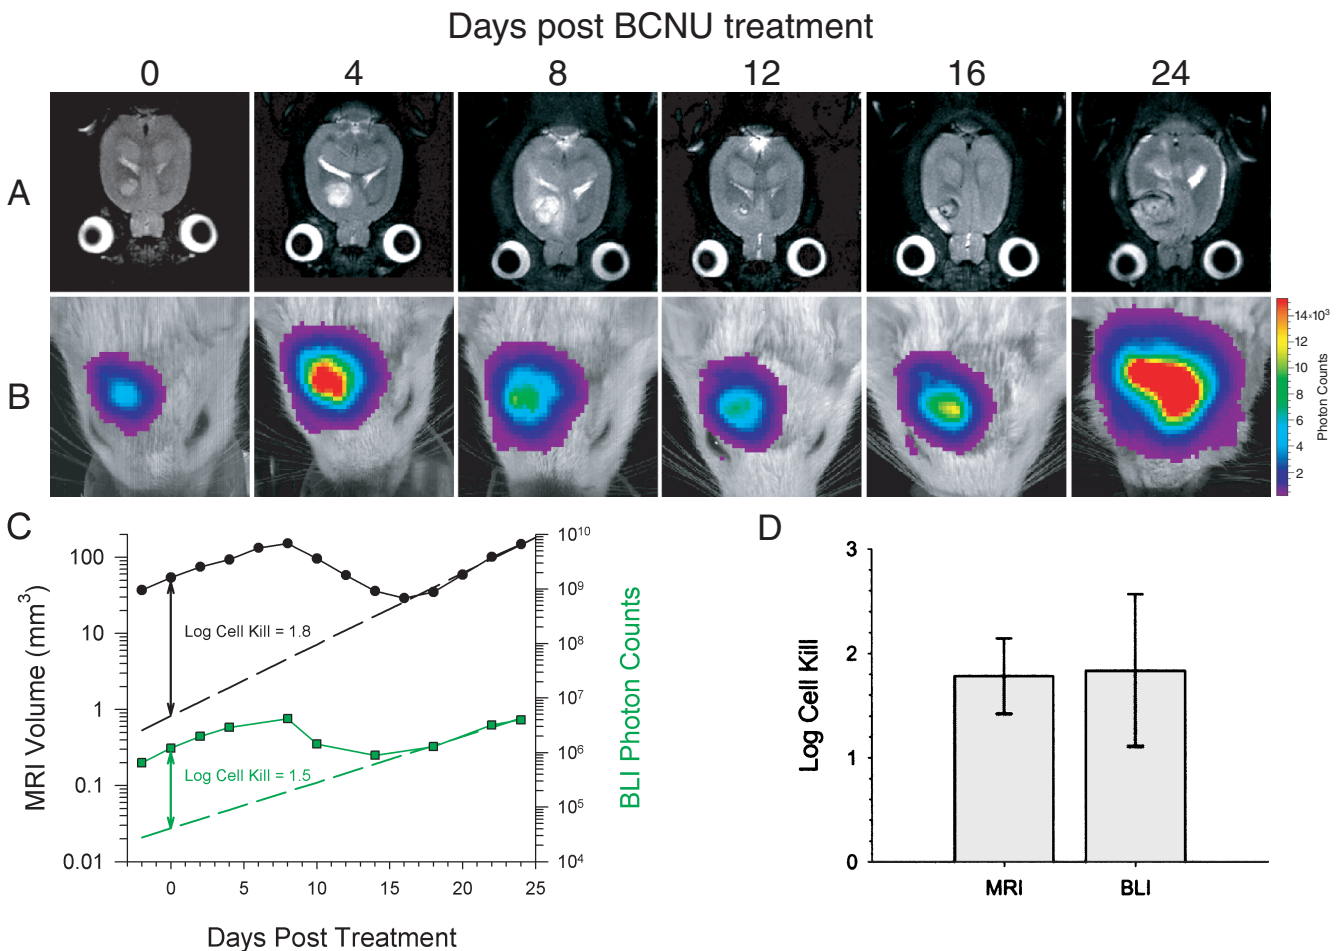 Days post BCNU treatment
0 4 8 12 16 24
A
B
14×10³
12
10
8
6
4
2
Photon Counts
C
MRI Volume (mm³)
100
10
1
0.1
0.01
10¹⁰
10⁹
10⁸
10⁷
10⁶
10⁵
10⁴
BLI Photon Counts
Log Cell Kill = 1.8
Log Cell Kill = 1.5
0 5 10 15 20 25
Days Post Treatment
D
Log Cell Kill
3
2
1
0
MRI BLI